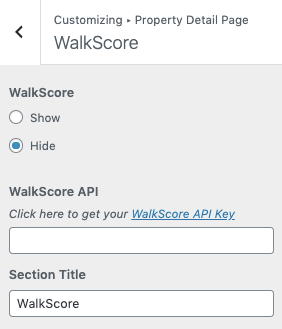 Customizing ▸ Property Detail Page
WalkScore
WalkScore
Show
Hide
WalkScore API
Click here to get your WalkScore API Key
Section Title
WalkScore